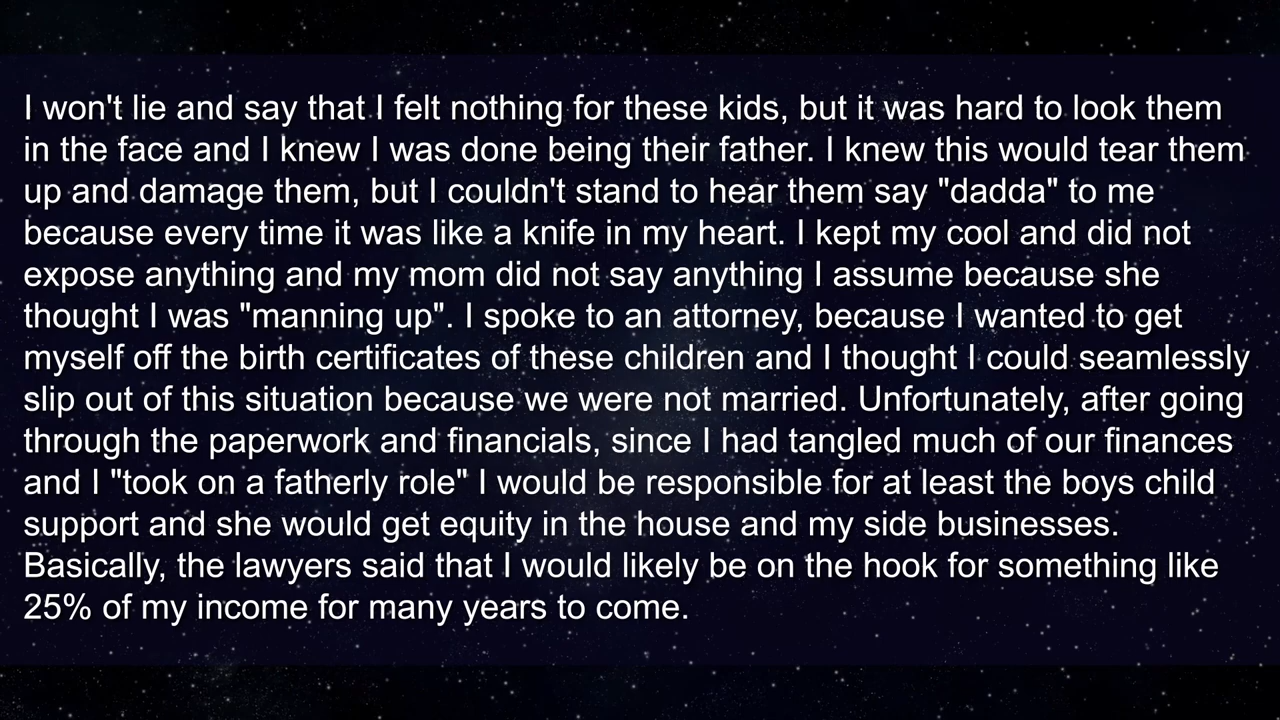 I won't lie and say that I felt nothing for these kids, but it was hard to look them
in the face and I knew I was done being their father. I knew this would tear them
up and damage them, but I couldn't stand to hear them say "dadda" to me
because every time it was like a knife in my heart. I kept my cool and did not
expose anything and my mom did not say anything I assume because she
thought I was "manning up". I spoke to an attorney, because I wanted to get
myself off the birth certificates of these children and I thought I could seamlessly
slip out of this situation because we were not married. Unfortunately, after going
through the paperwork and financials, since I had tangled much of our finances
and I "took on a fatherly role" I would be responsible for at least the boys child
support and she would get equity in the house and my side businesses.
Basically, the lawyers said that I would likely be on the hook for something like
25% of my income for many years to come.